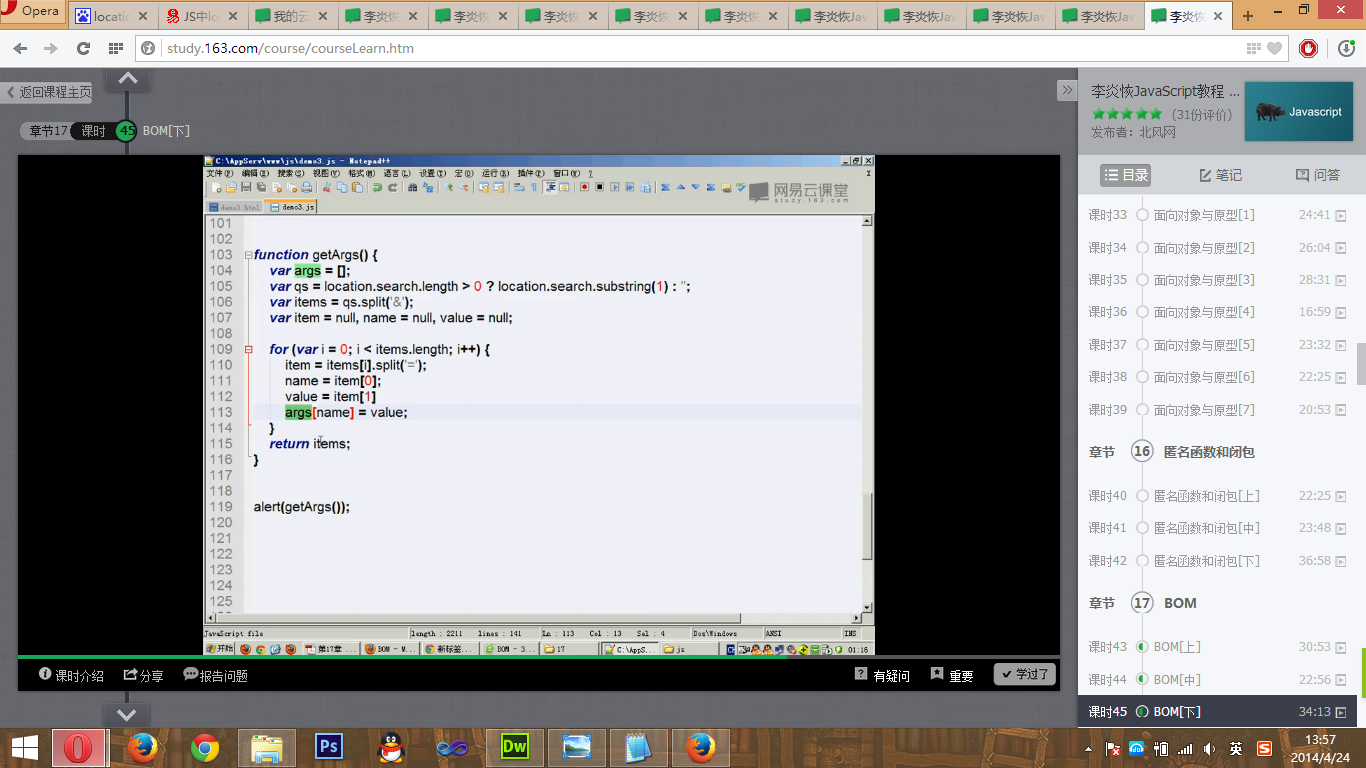 Opera
locatic
JS中lo
我的云
李炎恢
李炎恢
李炎恢
李炎恢
李炎恢
李炎恢Jav
李炎恢Jav
李炎恢Jav
李炎恢Jav
李炎恢
study.163.com/course/courseLearn.htm
返回课程主页
章节17 课时 45 BOM[下]
C:\AppServ\www\js\demo3.js - Notepad++
文件(F) 编辑(E) 搜索(S) 视图(V) 格式(M) 语言(L) 设置(T) 宏(O) 运行(R) 插件(P) 窗口(W) ?
网易云课堂
study.163.com
demo3.html demo3.js
101
102
103 function getArgs() {
104 var args = [];
105 var qs = location.search.length > 0 ? location.search.substring(1) : '';
106 var items = qs.split('&');
107 var item = null, name = null, value = null;
108
109 for (var i = 0; i < items.length; i++) {
110 item = items[i].split('=');
111 name = item[0];
112 value = item[1]
113 args[name] = value;
114 }
115 return items;
116 }
117
118
119 alert(getArgs());
120
121
122
123
124
125
JavaScript file length : 2211 lines : 141 Ln : 113 Col : 13 Sel : 4 Dos\Windows ANSI INS
开始 第17章 ... BOM - M... 新标签... BOM - 3... 17 C:\AppS... js 01:16
课时介绍 分享 报告问题 有疑问 重要 学过了
李炎恢JavaScript教程 ...
(31份评价)
发布者：北风网
Javascript
目录 笔记 问答
课时33 面向对象与原型[1] 24:41
课时34 面向对象与原型[2] 26:04
课时35 面向对象与原型[3] 28:31
课时36 面向对象与原型[4] 16:59
课时37 面向对象与原型[5] 23:32
课时38 面向对象与原型[6] 22:25
课时39 面向对象与原型[7] 20:53
章节 16 匿名函数和闭包
课时40 匿名函数和闭包[上] 22:25
课时41 匿名函数和闭包[中] 23:48
课时42 匿名函数和闭包[下] 36:58
章节 17 BOM
课时43 BOM[上] 30:53
课时44 BOM[中] 22:56
课时45 BOM[下] 34:13
Ps
Dw
英
13:57
2014/4/24